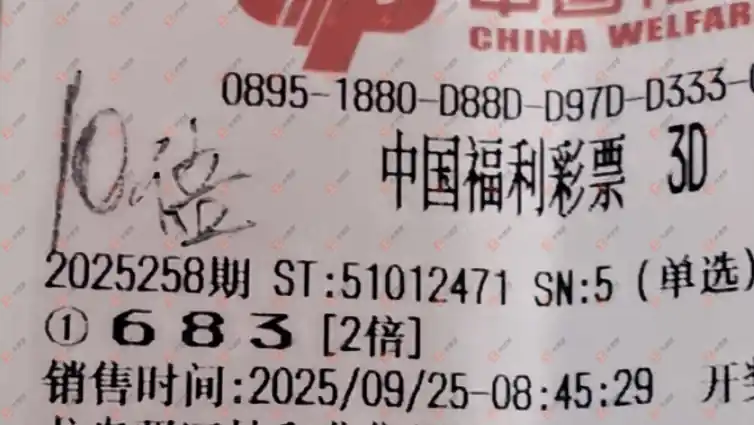 CHINA WELFAR
0895-1880-D88D-D97D-D333-
10倍
中国福利彩票 3D
2025258期 ST:51012471 SN:5 (单选)
① 6 8 3 [2倍]
销售时间:2025/09/25-08:45:29 开奖